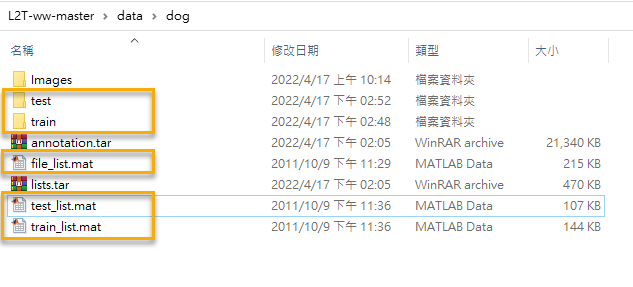 L2T-ww-master > data > dog
名稱 修改日期 類型 大小
Images 2022/4/17 上午 10:14 檔案資料夾
test 2022/4/17 下午 02:52 檔案資料夾
train 2022/4/17 下午 02:48 檔案資料夾
annotation.tar 2022/4/17 下午 02:05 WinRAR archive 21,340 KB
file_list.mat 2011/10/9 下午 11:29 MATLAB Data 215 KB
lists.tar 2022/4/17 下午 02:05 WinRAR archive 470 KB
test_list.mat 2011/10/9 下午 11:36 MATLAB Data 107 KB
train_list.mat 2011/10/9 下午 11:36 MATLAB Data 144 KB